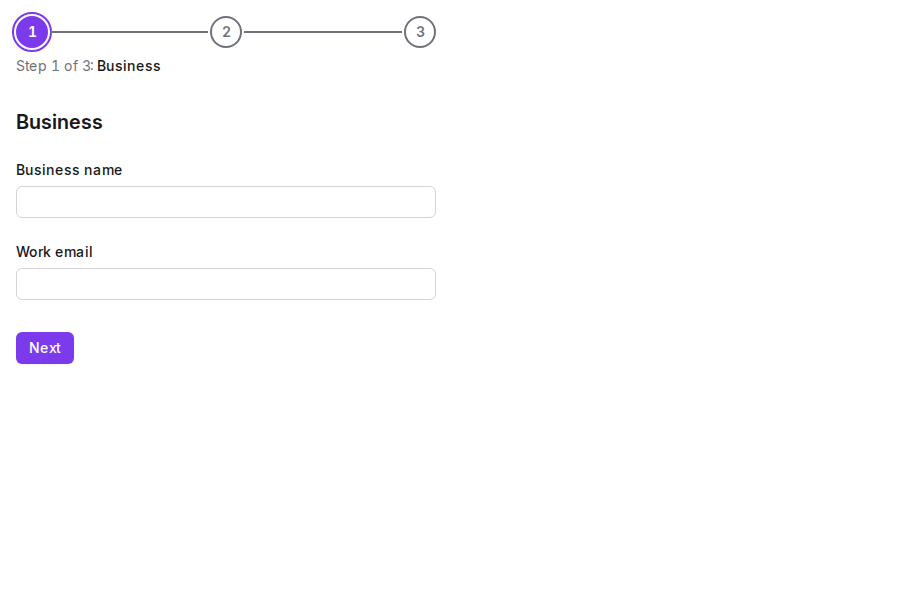 1 2 3
Step 1 of 3: Business
Business
Business name
Work email
Next